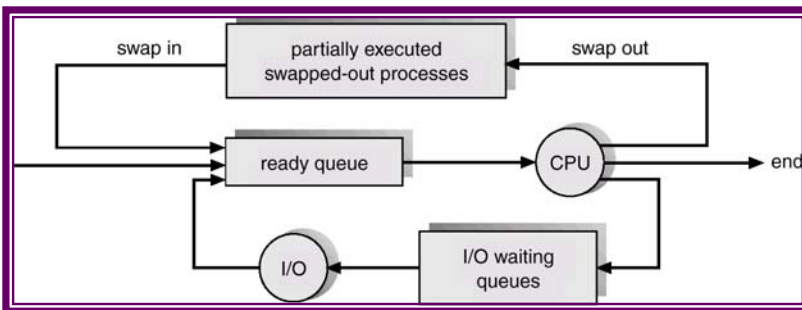 swap in
partially executed
swapped-out processes
swap out
ready queue
CPU
end
I/O
I/O waiting
queues